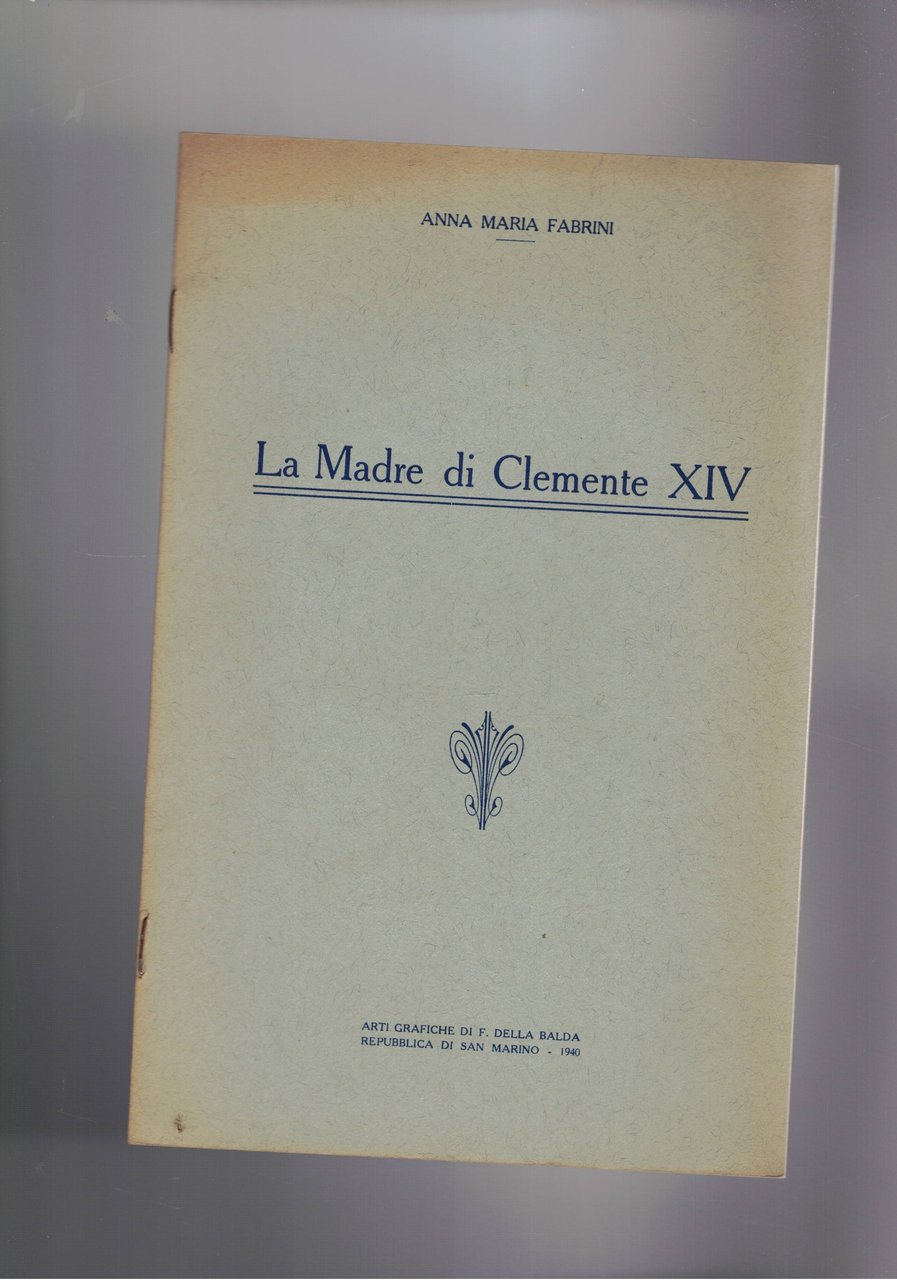 ANNA MARIA FABRINI
La Madre di Clemente XIV
ARTI GRAFICHE DI F. DELLA BALDA
REPUBBLICA DI SAN MARINO - 1940